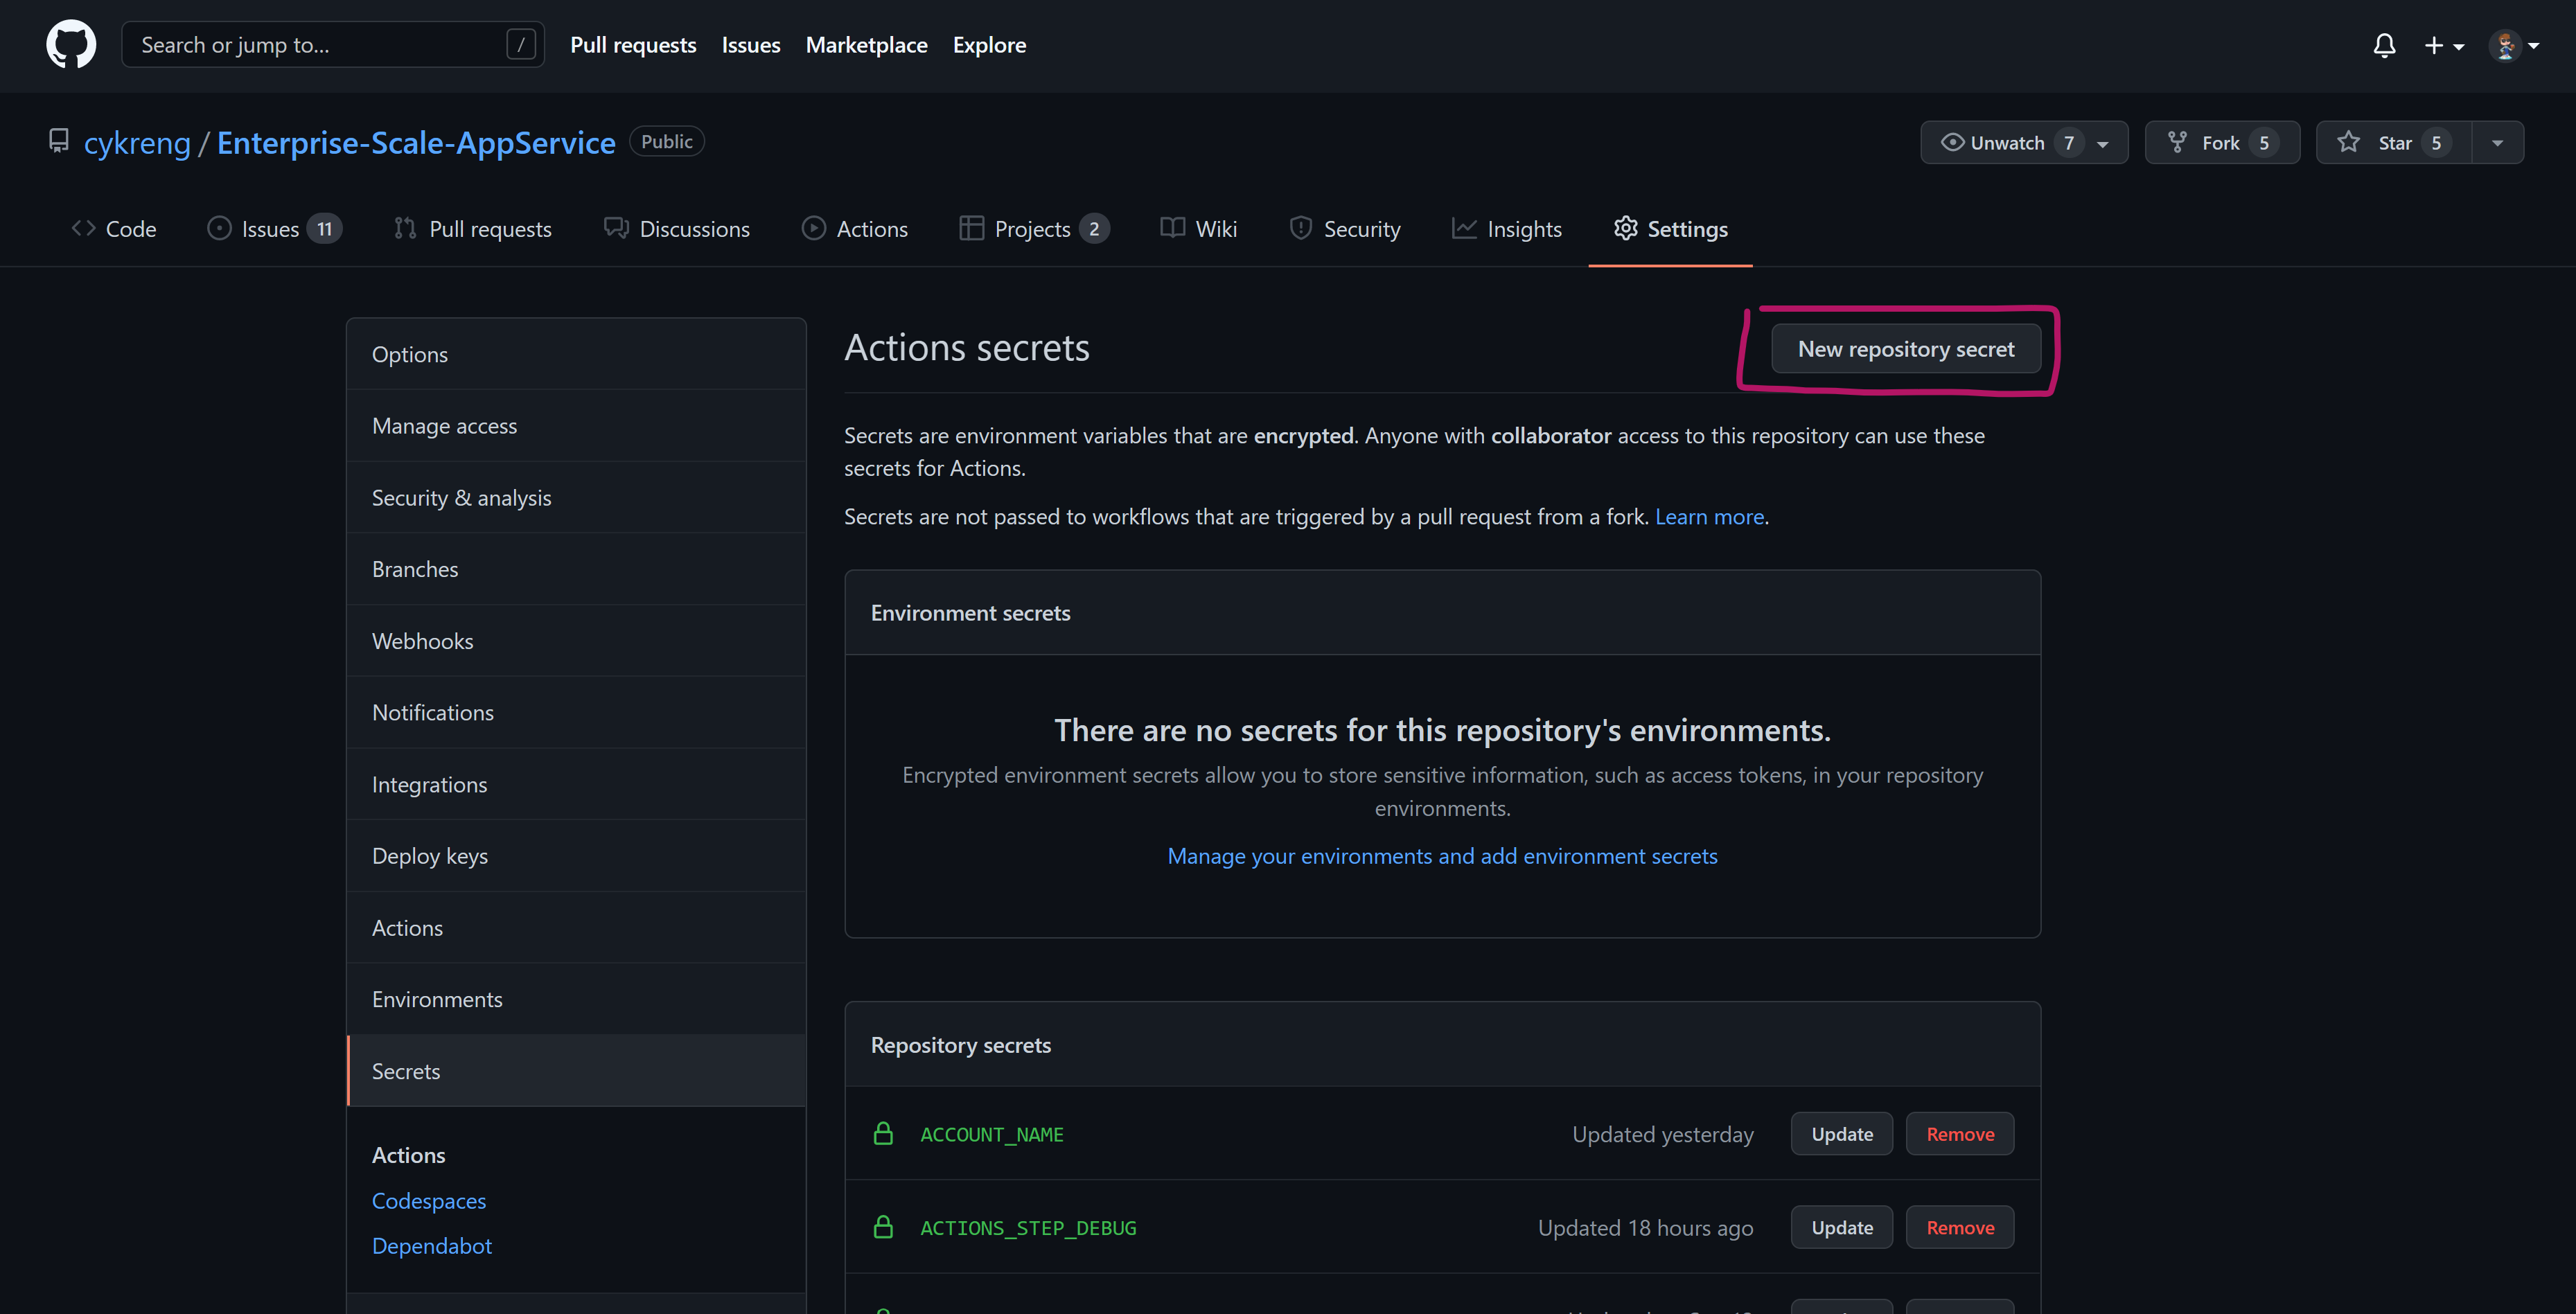 Search or jump to... /
Pull requests Issues Marketplace Explore
cykreng / Enterprise-Scale-AppService Public
Unwatch 7 Fork 5 Star 5
Code Issues 11 Pull requests Discussions Actions Projects 2 Wiki Security Insights Settings
Options
Manage access
Security & analysis
Branches
Webhooks
Notifications
Integrations
Deploy keys
Actions
Environments
Secrets
Actions
Codespaces
Dependabot
Actions secrets
New repository secret
Secrets are environment variables that are encrypted. Anyone with collaborator access to this repository can use these
secrets for Actions.
Secrets are not passed to workflows that are triggered by a pull request from a fork. Learn more.
Environment secrets
There are no secrets for this repository's environments.
Encrypted environment secrets allow you to store sensitive information, such as access tokens, in your repository
environments.
Manage your environments and add environment secrets
Repository secrets
ACCOUNT_NAME Updated yesterday Update Remove
ACTIONS_STEP_DEBUG Updated 18 hours ago Update Remove